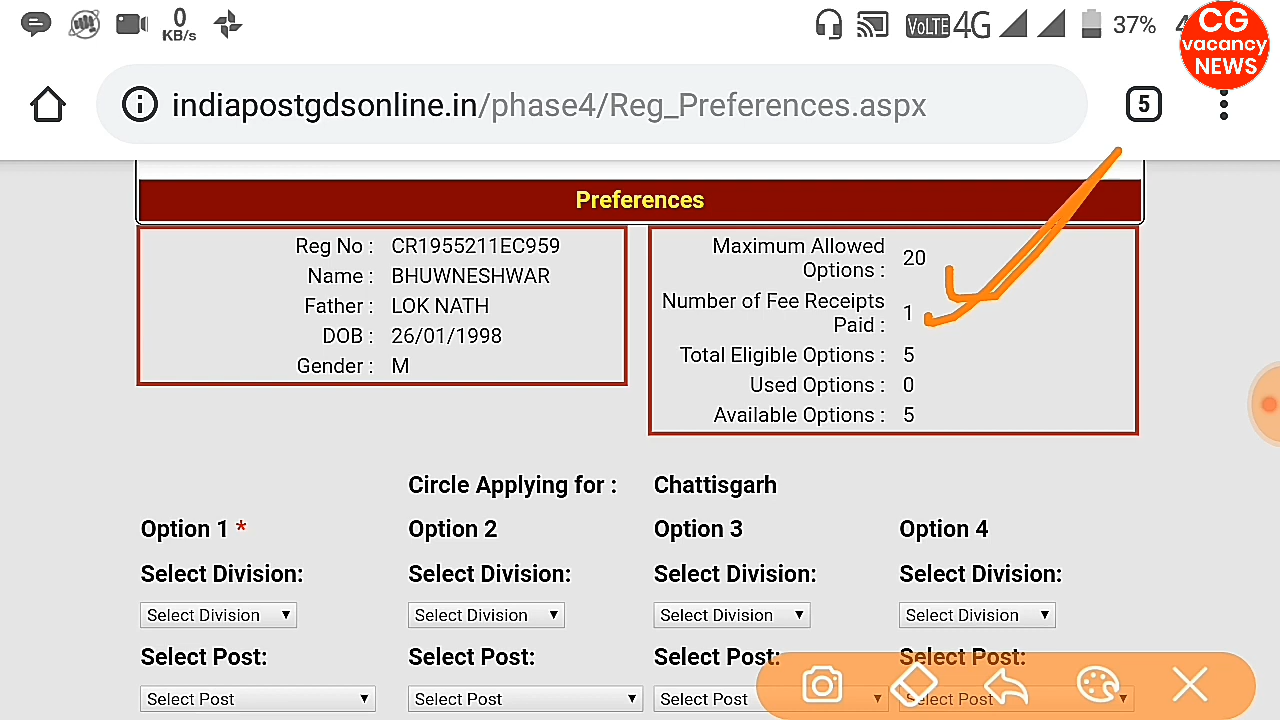 0
KB/s
VoLTE 4G 37% 4
CG
vacancy
NEWS
indiapostgdsonline.in/phase4/Reg_Preferences.aspx
5
Preferences
Reg No : CR1955211EC959
Name : BHUWNESHWAR
Father : LOK NATH
DOB : 26/01/1998
Gender : M
Maximum Allowed
Options : 20
Number of Fee Receipts
Paid : 1
Total Eligible Options : 5
Used Options : 0
Available Options : 5
Circle Applying for : Chattisgarh
Option 1 * Option 2 Option 3 Option 4
Select Division: Select Division: Select Division: Select Division:
Select Division Select Division Select Division Select Division
Select Post: Select Post: Select Post: Select Post:
Select Post Select Post Select Post Select Post